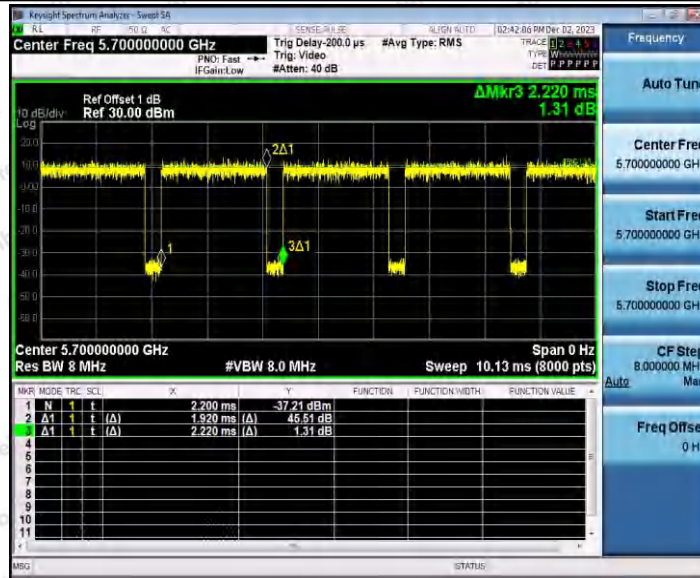 Keysight Spectrum Analyzer - Swept SA
RL RF 50 Ω AC SENSE:PULSE ALIGN AUTO 02:42:06 PM Dec 02, 2023
Center Freq 5.700000000 GHz
PNO: Fast
IFGain:Low
Trig Delay-200.0 µs
Trig: Video
#Atten: 40 dB
#Avg Type: RMS
TRACE 1 2 3 4 5 6
TYPE
DET P P P P P P
ΔMkr3 2.220 ms
1.31 dB
Ref Offset 1 dB
10 dB/div Ref 30.00 dBm
Log
20.0
10.0
0.00
-10.0
-20.0
-30.0
-40.0
-50.0
-60.0
2Δ1
1
3Δ1
Center 5.700000000 GHz Span 0 Hz
Res BW 8 MHz #VBW 8.0 MHz Sweep 10.13 ms (8000 pts)
MKR MODE TRC SCL X Y FUNCTION FUNCTION WIDTH FUNCTION VALUE
1 N 1 t 2.200 ms -37.21 dBm
2 Δ1 1 t (Δ) 1.920 ms (Δ) 45.51 dB
3 Δ1 1 t (Δ) 2.220 ms (Δ) 1.31 dB
4
5
6
7
8
9
10
11
MSG STATUS
Frequency
Auto Tune
Center Freq
5.700000000 GH
Start Freq
5.700000000 GH
Stop Freq
5.700000000 GH
CF Step
8.000000 MH
Auto Ma
Freq Offse
0 H